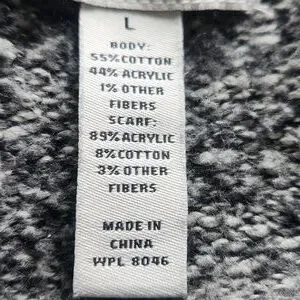 L
BODY:
55% COTTON
44% ACRYLIC
1% OTHER
FIBERS
SCARF:
89% ACRYLIC
8% COTTON
3% OTHER
FIBERS
MADE IN
CHINA
WPL 8046